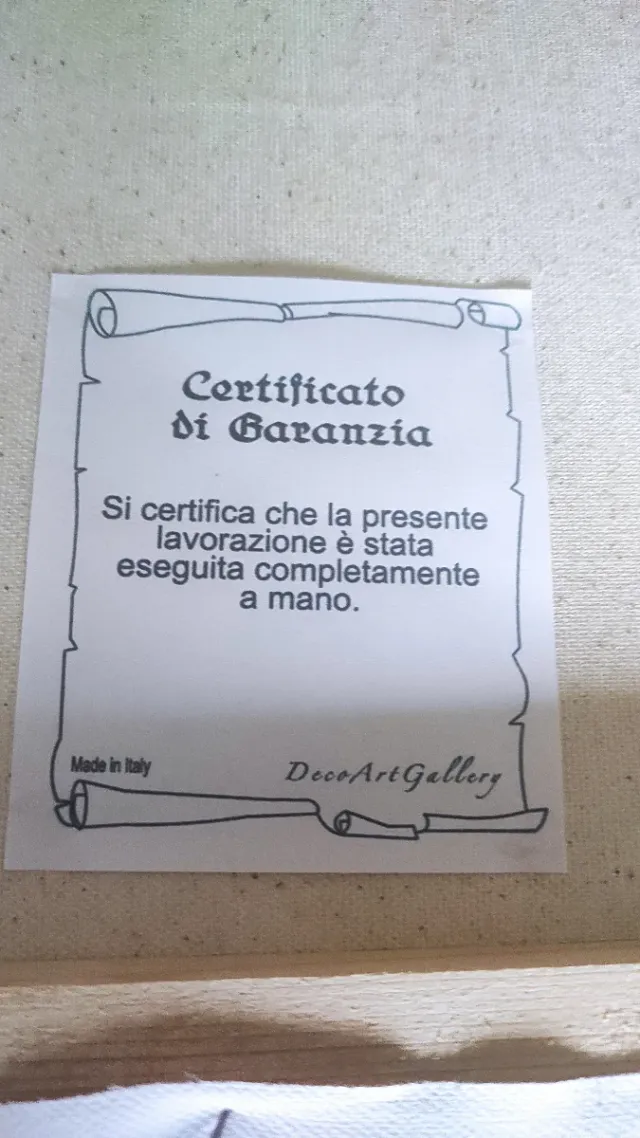 Certificato
di Garanzia
Si certifica che la presente
lavorazione è stata
eseguita completamente
a mano.
Made in Italy
DecoArtGallery